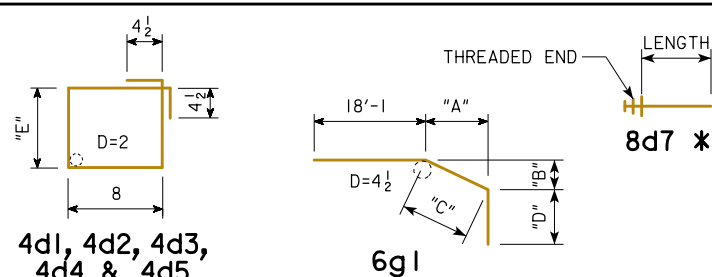 4½
"E"
D=2
4½
8
4d1, 4d2, 4d3,
4d4 & 4d5
18'-1
"A"
D=4½
"C"
"B"
"D"
6g1
THREADED END
LENGTH
8d7 *